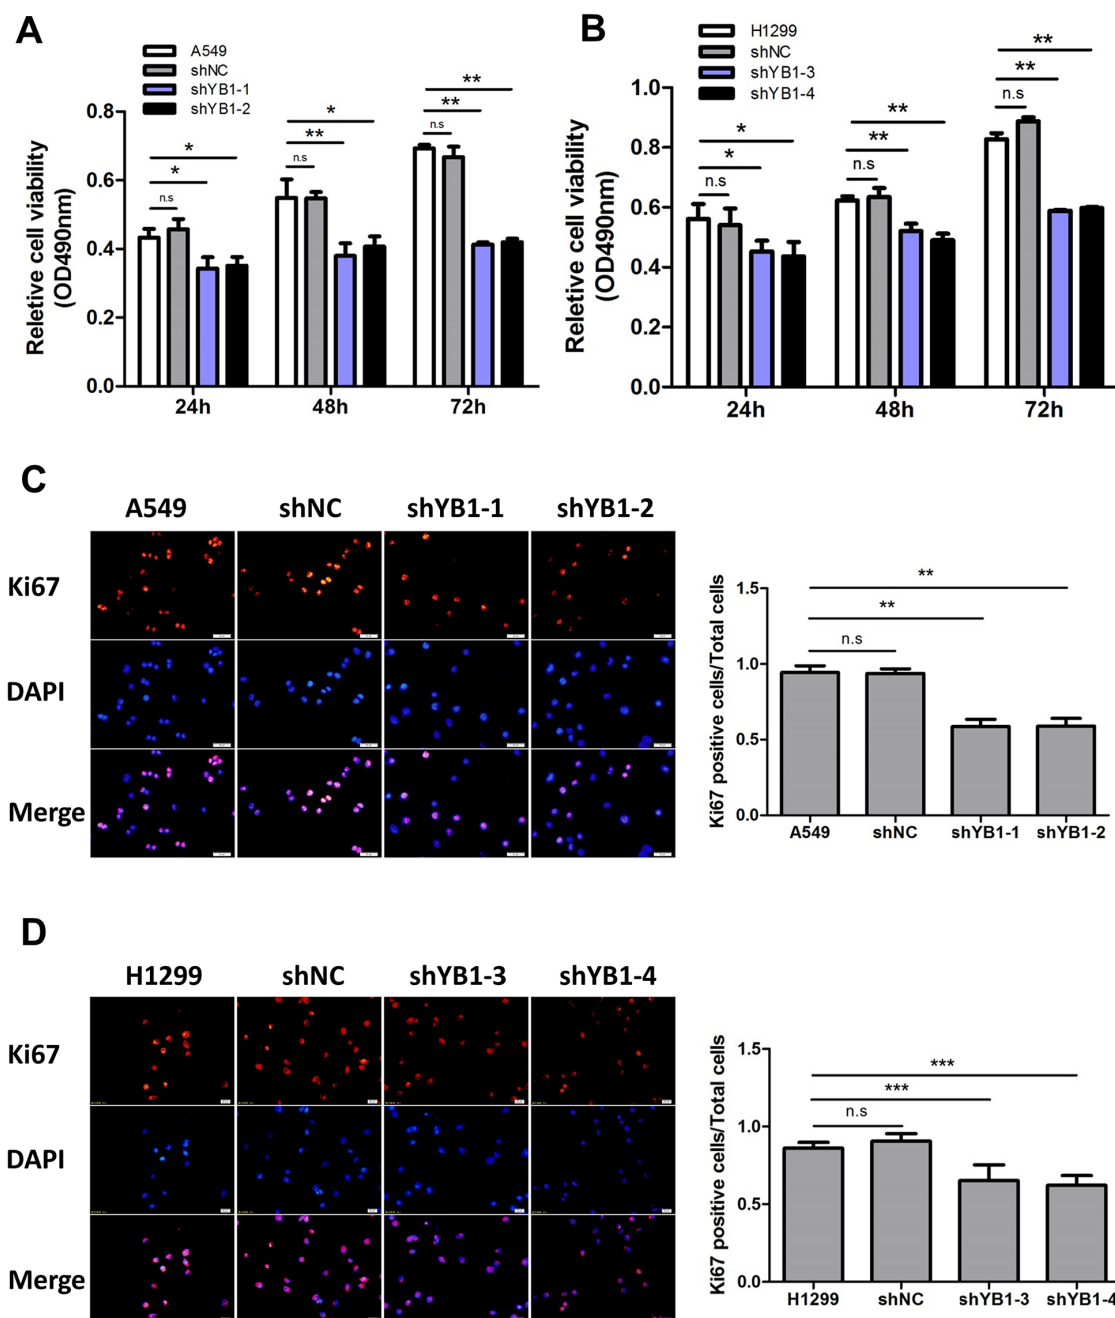 A
A549
shNC
shYB1-1
shYB1-2
Reletive cell viability
(OD490nm)
0.8
0.6
0.4
0.2
0.0
n.s
*
*
n.s
**
*
n.s
**
**
24h
48h
72h
B
H1299
shNC
shYB1-3
shYB1-4
Reletive cell viability
(OD490nm)
1.0
0.8
0.6
0.4
0.2
0.0
n.s
*
*
n.s
**
**
n.s
**
**
24h
48h
72h
C
A549
shNC
shYB1-1
shYB1-2
Ki67
DAPI
Merge
Ki67 positive cells/Total cells
1.5
1.0
0.5
0.0
**
**
n.s
A549
shNC
shYB1-1
shYB1-2
D
H1299
shNC
shYB1-3
shYB1-4
Ki67
DAPI
Merge
Ki67 positive cells/Total cells
1.5
1.0
0.5
0.0
***
***
n.s
H1299
shNC
shYB1-3
shYB1-4